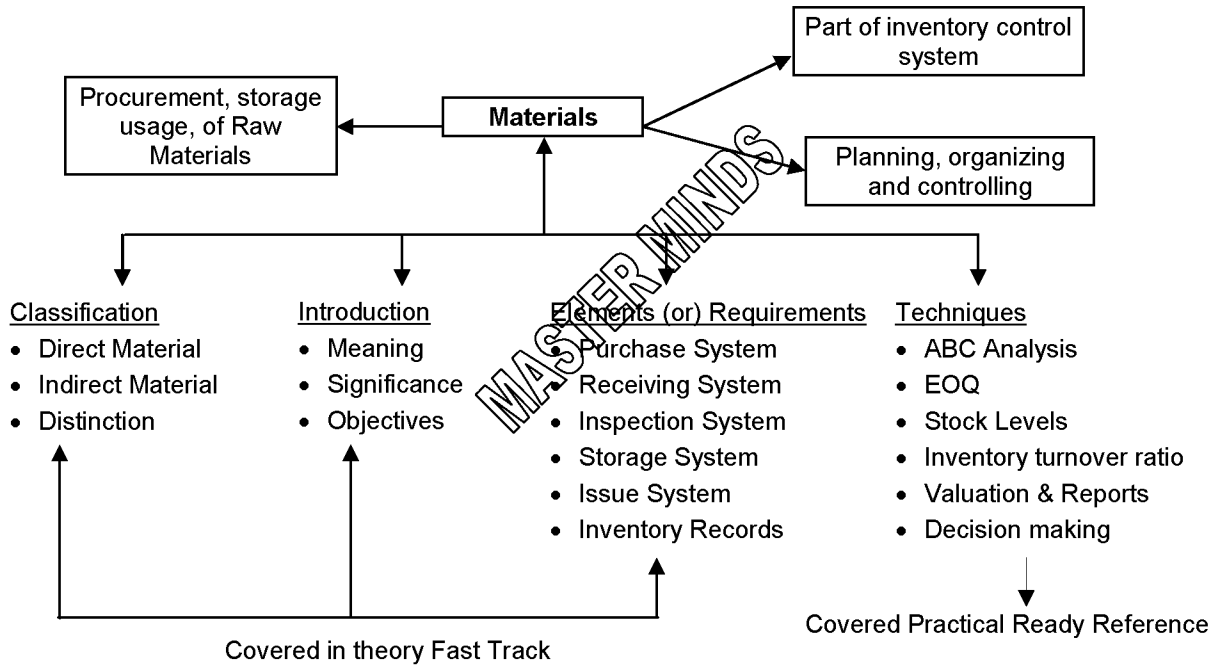 Part of inventory control
system
Procurement, storage
usage, of Raw
Materials
Materials
Planning, organizing
and controlling
MASTER MINDS
Classification
• Direct Material
• Indirect Material
• Distinction
Introduction
• Meaning
• Significance
• Objectives
Elements (or) Requirements
• Purchase System
• Receiving System
• Inspection System
• Storage System
• Issue System
• Inventory Records
Techniques
• ABC Analysis
• EOQ
• Stock Levels
• Inventory turnover ratio
• Valuation & Reports
• Decision making
Covered in theory Fast Track
Covered Practical Ready Reference